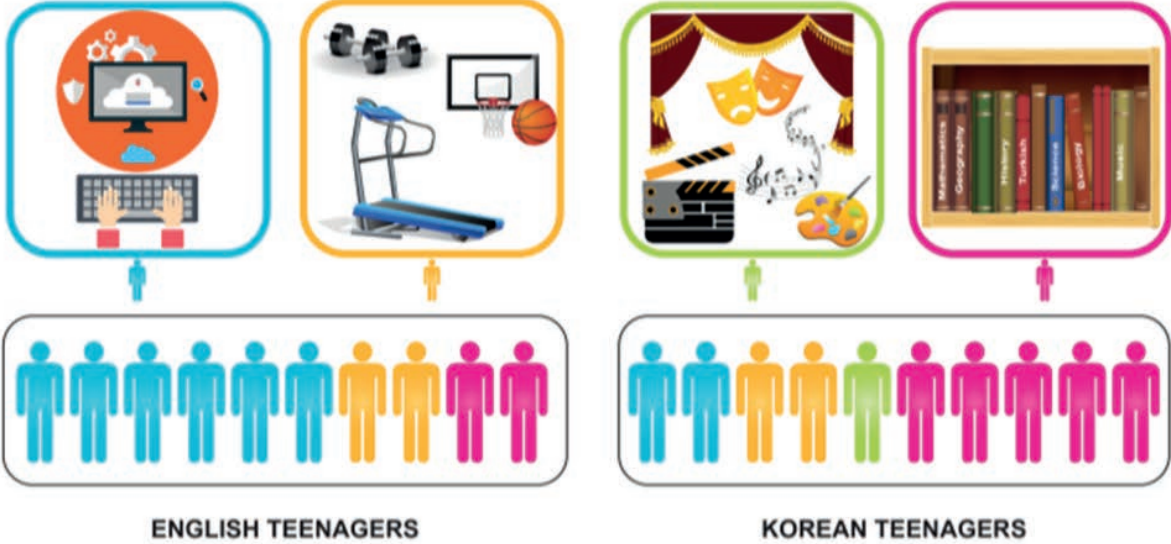 Mathematics
Geography
History
Turkish
Science
Biology
Music
ENGLISH TEENAGERS
KOREAN TEENAGERS